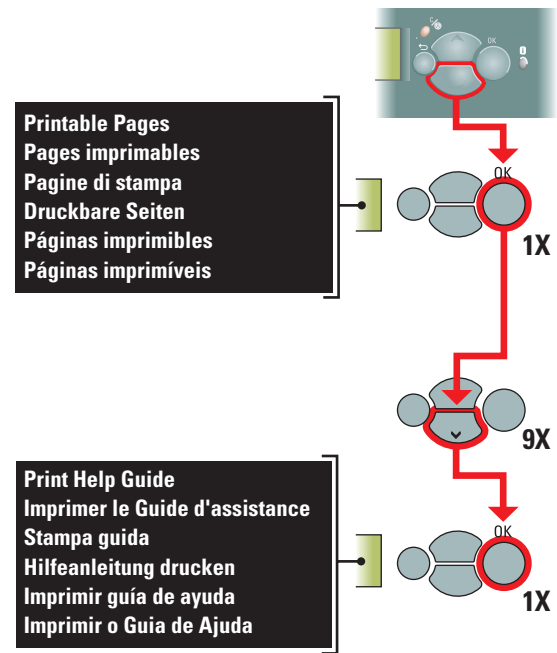 OK
Printable Pages
Pages imprimables
Pagine di stampa
Druckbare Seiten
Páginas imprimibles
Páginas imprimíveis
OK
1X
9X
Print Help Guide
Imprimer le Guide d'assistance
Stampa guida
Hilfeanleitung drucken
Imprimir guía de ayuda
Imprimir o Guia de Ajuda
OK
1X